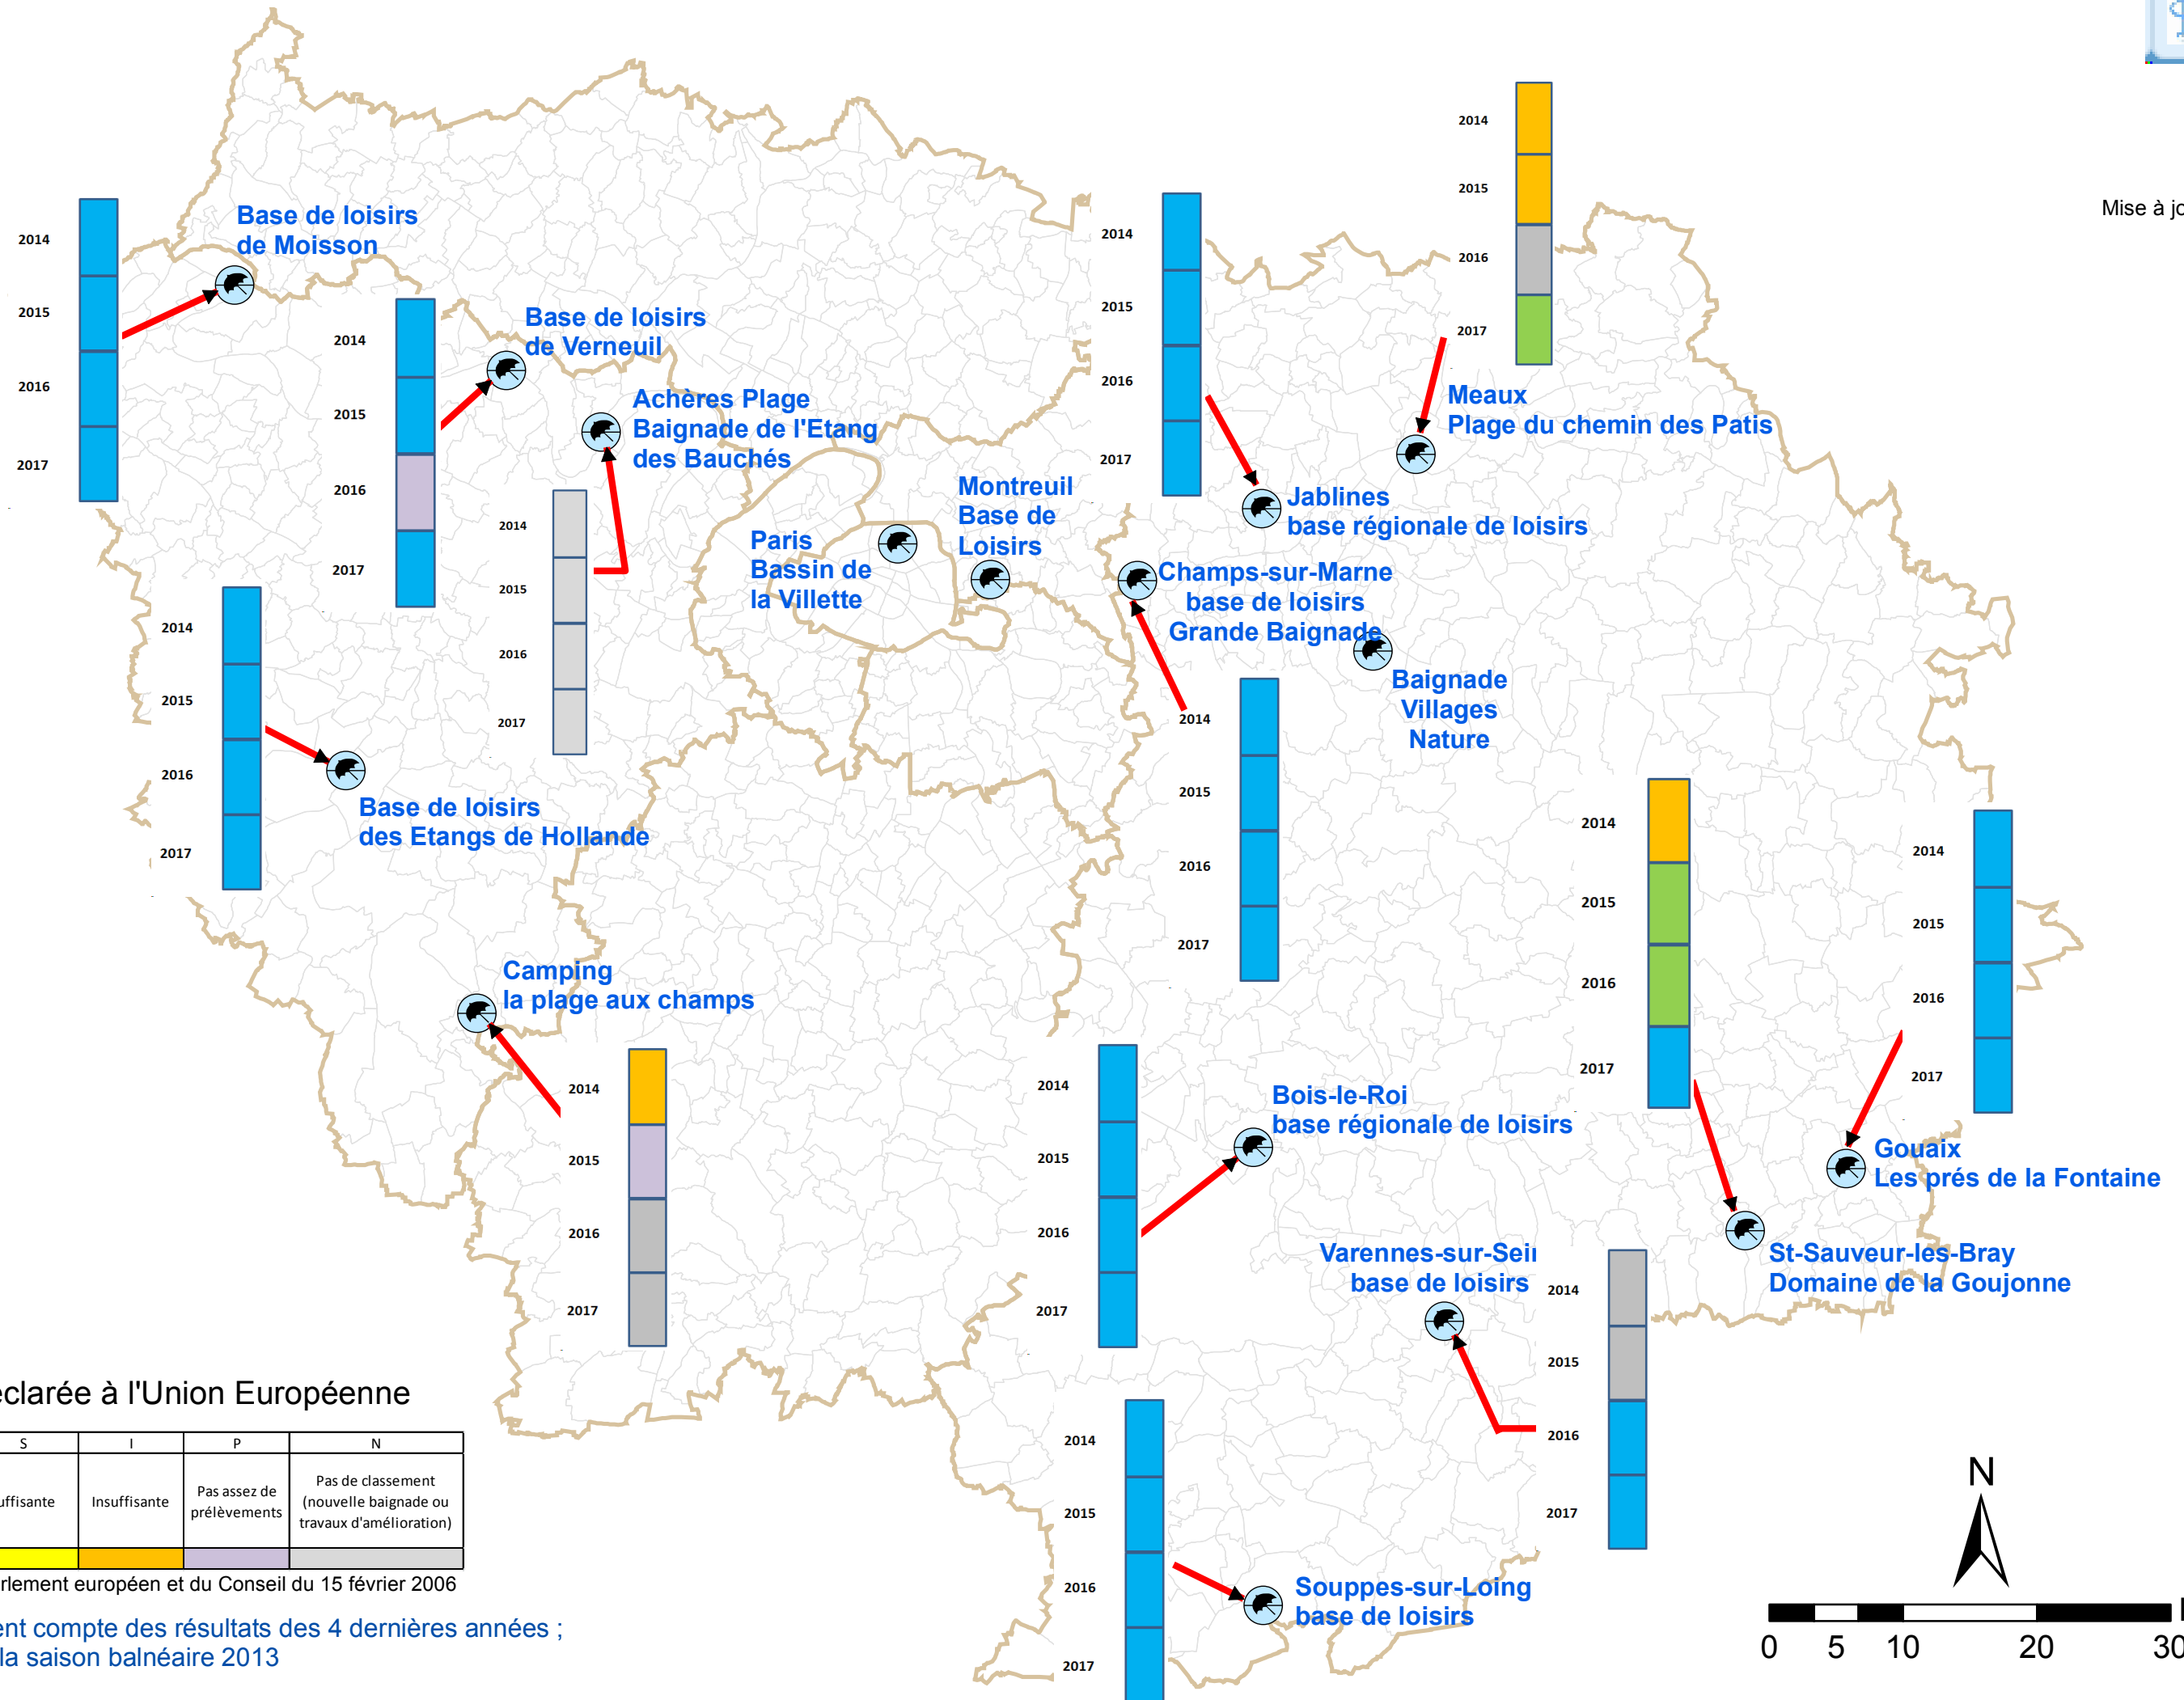 Mise à jo
2014
2015
2016
2017
Base de loisirs
de Moisson
2014
2015
2016
2017
Base de loisirs
de Verneuil
2014
2015
2016
2017
Achères Plage
Baignade de l'Etang
des Bauchés
2014
2015
2016
2017
Paris
Bassin de
la Villette
Montreuil
Base de
Loisirs
2014
2015
2016
2017
Jablines
base régionale de loisirs
2014
2015
2016
2017
Meaux
Plage du chemin des Patis
Champs-sur-Marne
base de loisirs
Grande Baignade
2014
2015
2016
2017
Baignade
Villages
Nature
2014
2015
2016
2017
Base de loisirs
des Etangs de Hollande
Camping
la plage aux champs
2014
2015
2016
2017
2014
2015
2016
2017
Bois-le-Roi
base régionale de loisirs
2014
2015
2016
2017
St-Sauveur-les-Bray
Domaine de la Goujonne
2014
2015
2016
2017
Gouaix
Les prés de la Fontaine
Varennes-sur-Sei
base de loisirs
2014
2015
2016
2017
2014
2015
2016
2017
Souppes-sur-Loing
base de loisirs
éclarée à l'Union Européenne
S I P N
uffisante
Insuffisante
Pas assez de
prélèvements
Pas de classement
(nouvelle baignade ou
travaux d'amélioration)
rlement européen et du Conseil du 15 février 2006
ent compte des résultats des 4 dernières années ;
la saison balnéaire 2013
N
0 5 10 20 30